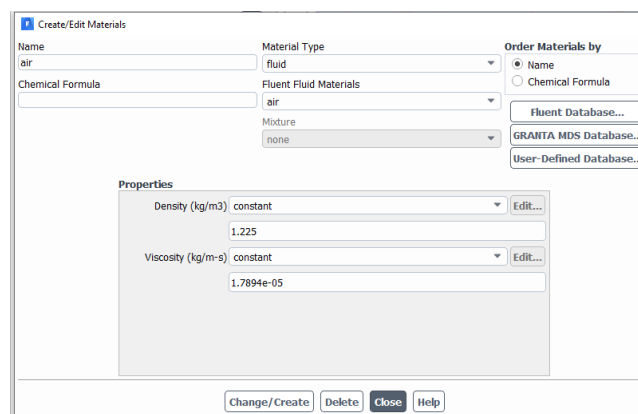 Create/Edit Materials
Name
Material Type
Order Materials by
air
fluid
Name
Chemical Formula
Chemical Formula
Fluent Fluid Materials
air
Fluent Database...
Mixture
none
GRANTA MDS Database..
User-Defined Database..
Properties
Density (kg/m3) constant Edit...
1.225
Viscosity (kg/m-s) constant Edit...
1.7894e-05
Change/Create Delete Close Help